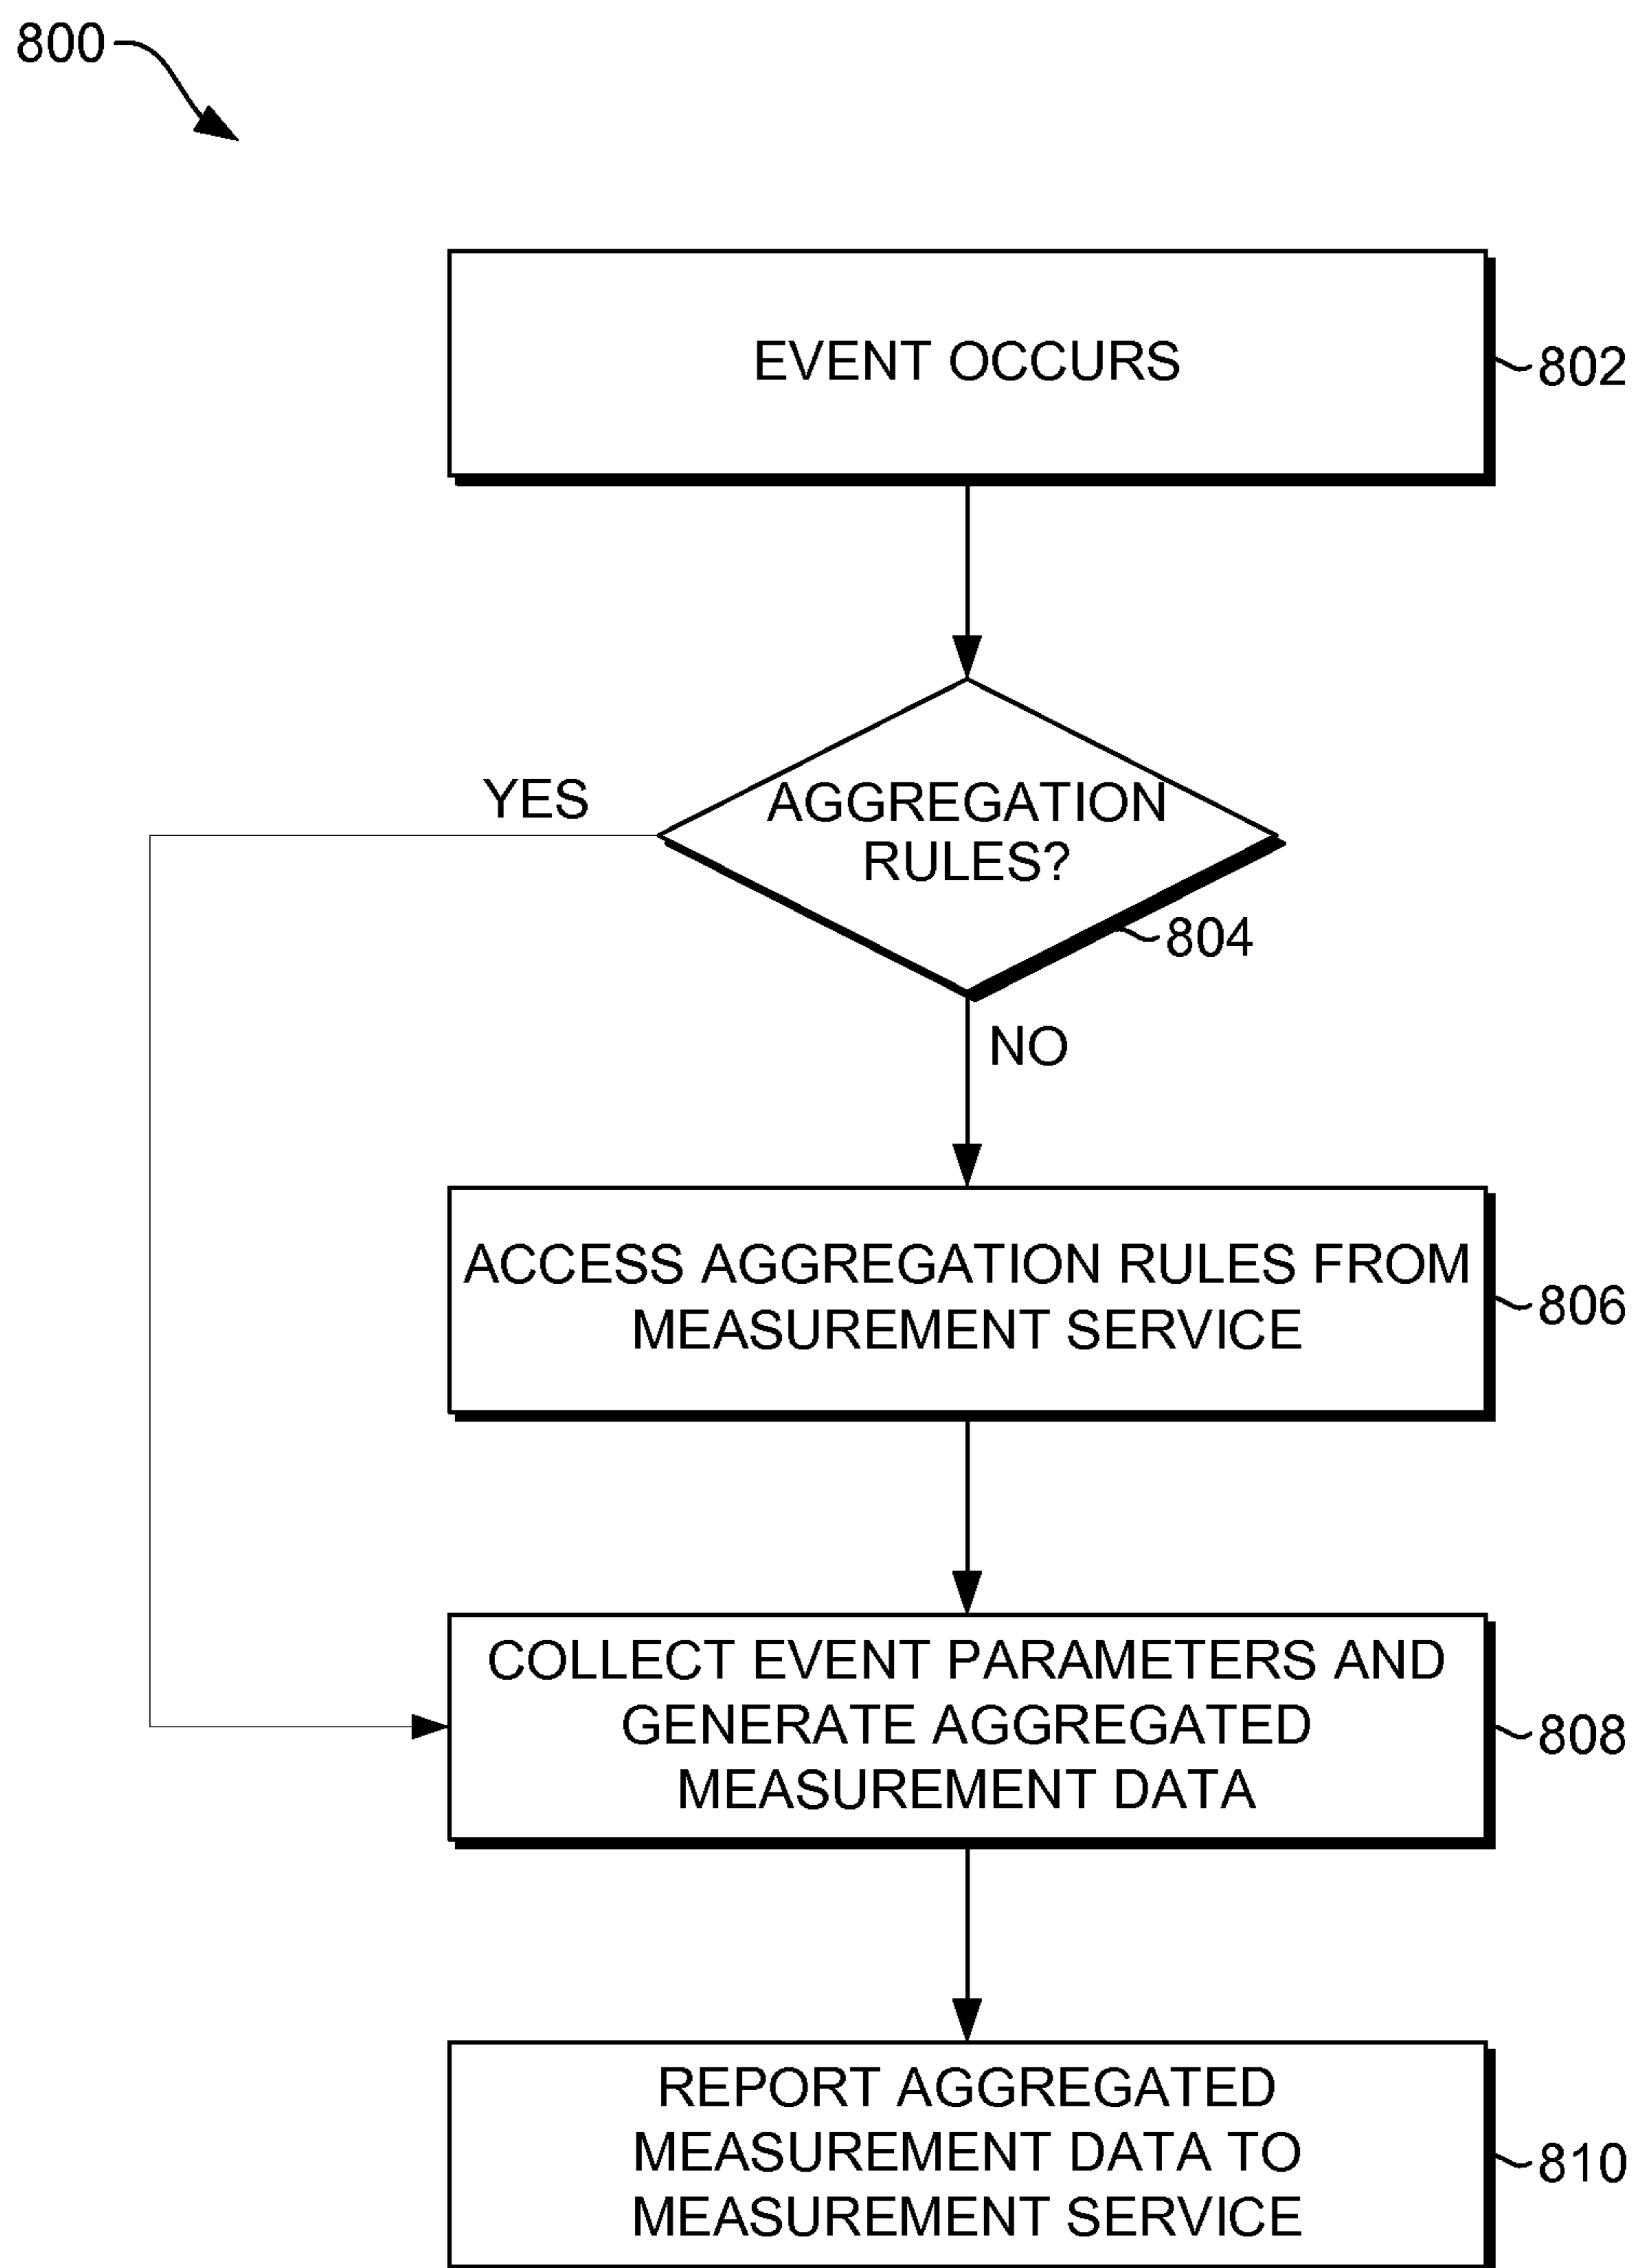 800
EVENT OCCURS
802
YES
AGGREGATION
RULES?
804
NO
ACCESS AGGREGATION RULES FROM
MEASUREMENT SERVICE
806
COLLECT EVENT PARAMETERS AND
GENERATE AGGREGATED
MEASUREMENT DATA
808
REPORT AGGREGATED
MEASUREMENT DATA TO
MEASUREMENT SERVICE
810